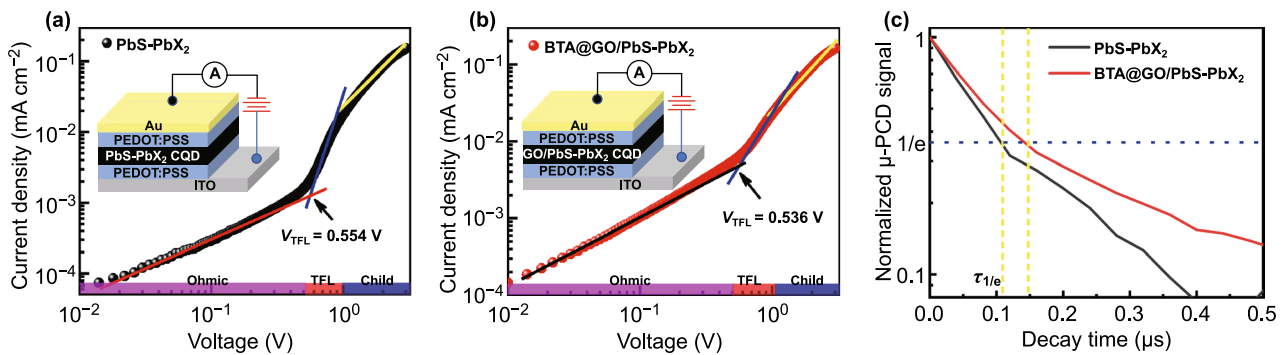 (a)
PbS-PbX₂
A
Au
PEDOT:PSS
PbS-PbX₂ CQD
PEDOT:PSS
ITO
V_TFL = 0.554 V
Ohmic
TFL
Child
10⁻¹
10⁻²
10⁻³
10⁻⁴
10⁻²
10⁻¹
10⁰
Current density (mA cm⁻²)
Voltage (V)
(b)
BTA@GO/PbS-PbX₂
A
Au
PEDOT:PSS
GO/PbS-PbX₂ CQD
PEDOT:PSS
ITO
V_TFL = 0.536 V
Ohmic
TFL
Child
10⁰
10⁻¹
10⁻²
10⁻³
10⁻⁴
10⁻²
10⁻¹
10⁰
Current density (mA cm⁻²)
Voltage (V)
(c)
PbS-PbX₂
BTA@GO/PbS-PbX₂
1
1/e
0.1
τ₁/ₑ
0.0
0.1
0.2
0.3
0.4
0.5
Normalized μ-PCD signal
Decay time (μs)